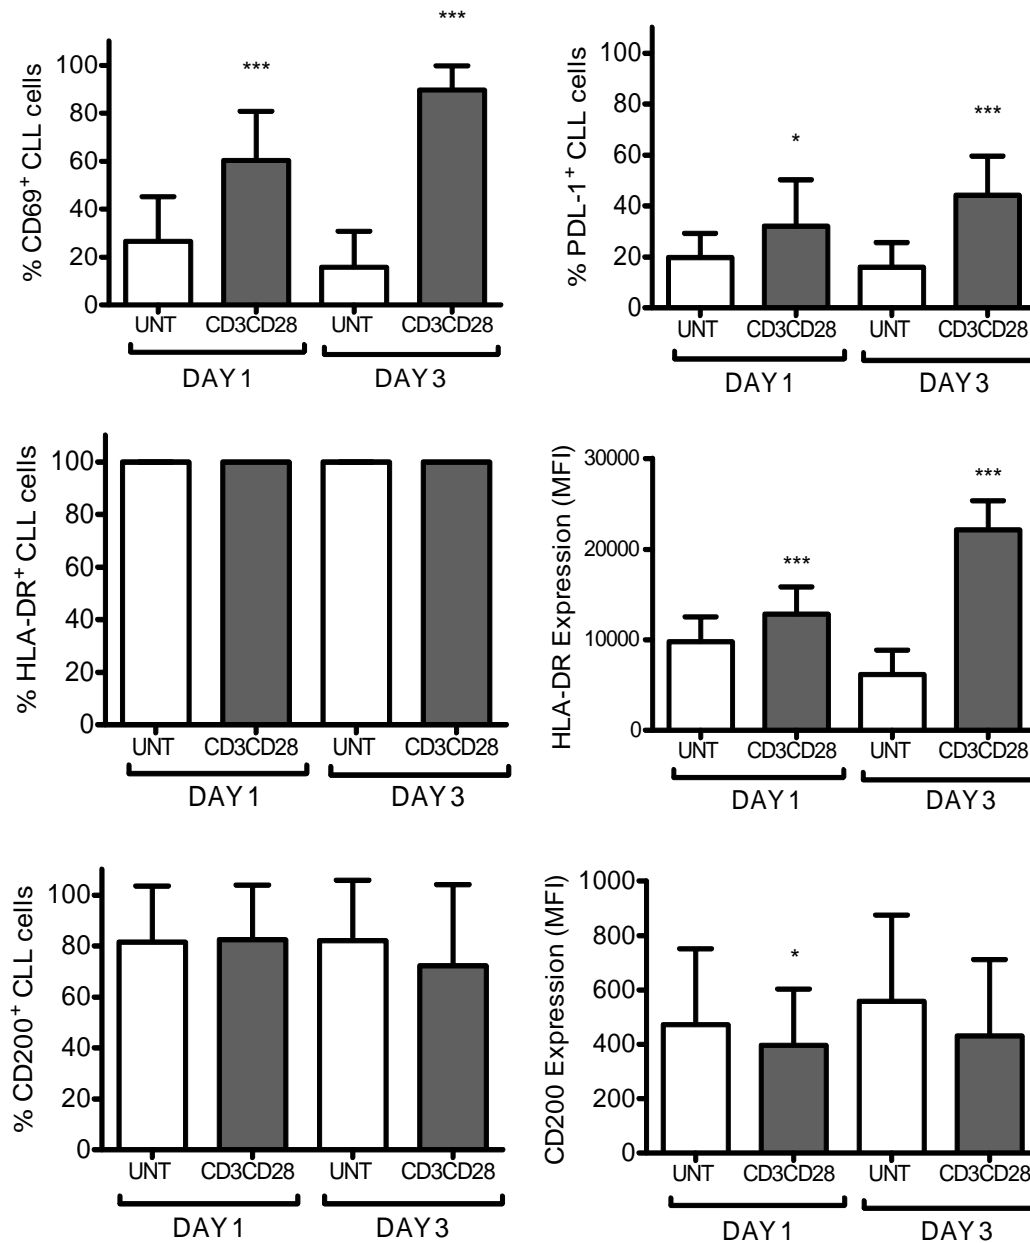 % CD69+ CLL cells
***
***
100
80
60
40
20
0
UNT CD3CD28 UNT CD3CD28
DAY 1 DAY 3
% PDL-1+ CLL cells
*
***
100
80
60
40
20
0
UNT CD3CD28 UNT CD3CD28
DAY 1 DAY 3
% HLA-DR+ CLL cells
100
80
60
40
20
0
UNT CD3CD28 UNT CD3CD28
DAY 1 DAY 3
HLA-DR Expression (MFI)
***
***
30000
20000
10000
0
UNT CD3CD28 UNT CD3CD28
DAY 1 DAY 3
% CD200+ CLL cells
100
80
60
40
20
0
UNT CD3CD28 UNT CD3CD28
DAY 1 DAY 3
CD200 Expression (MFI)
*
1000
800
600
400
200
0
UNT CD3CD28 UNT CD3CD28
DAY 1 DAY 3